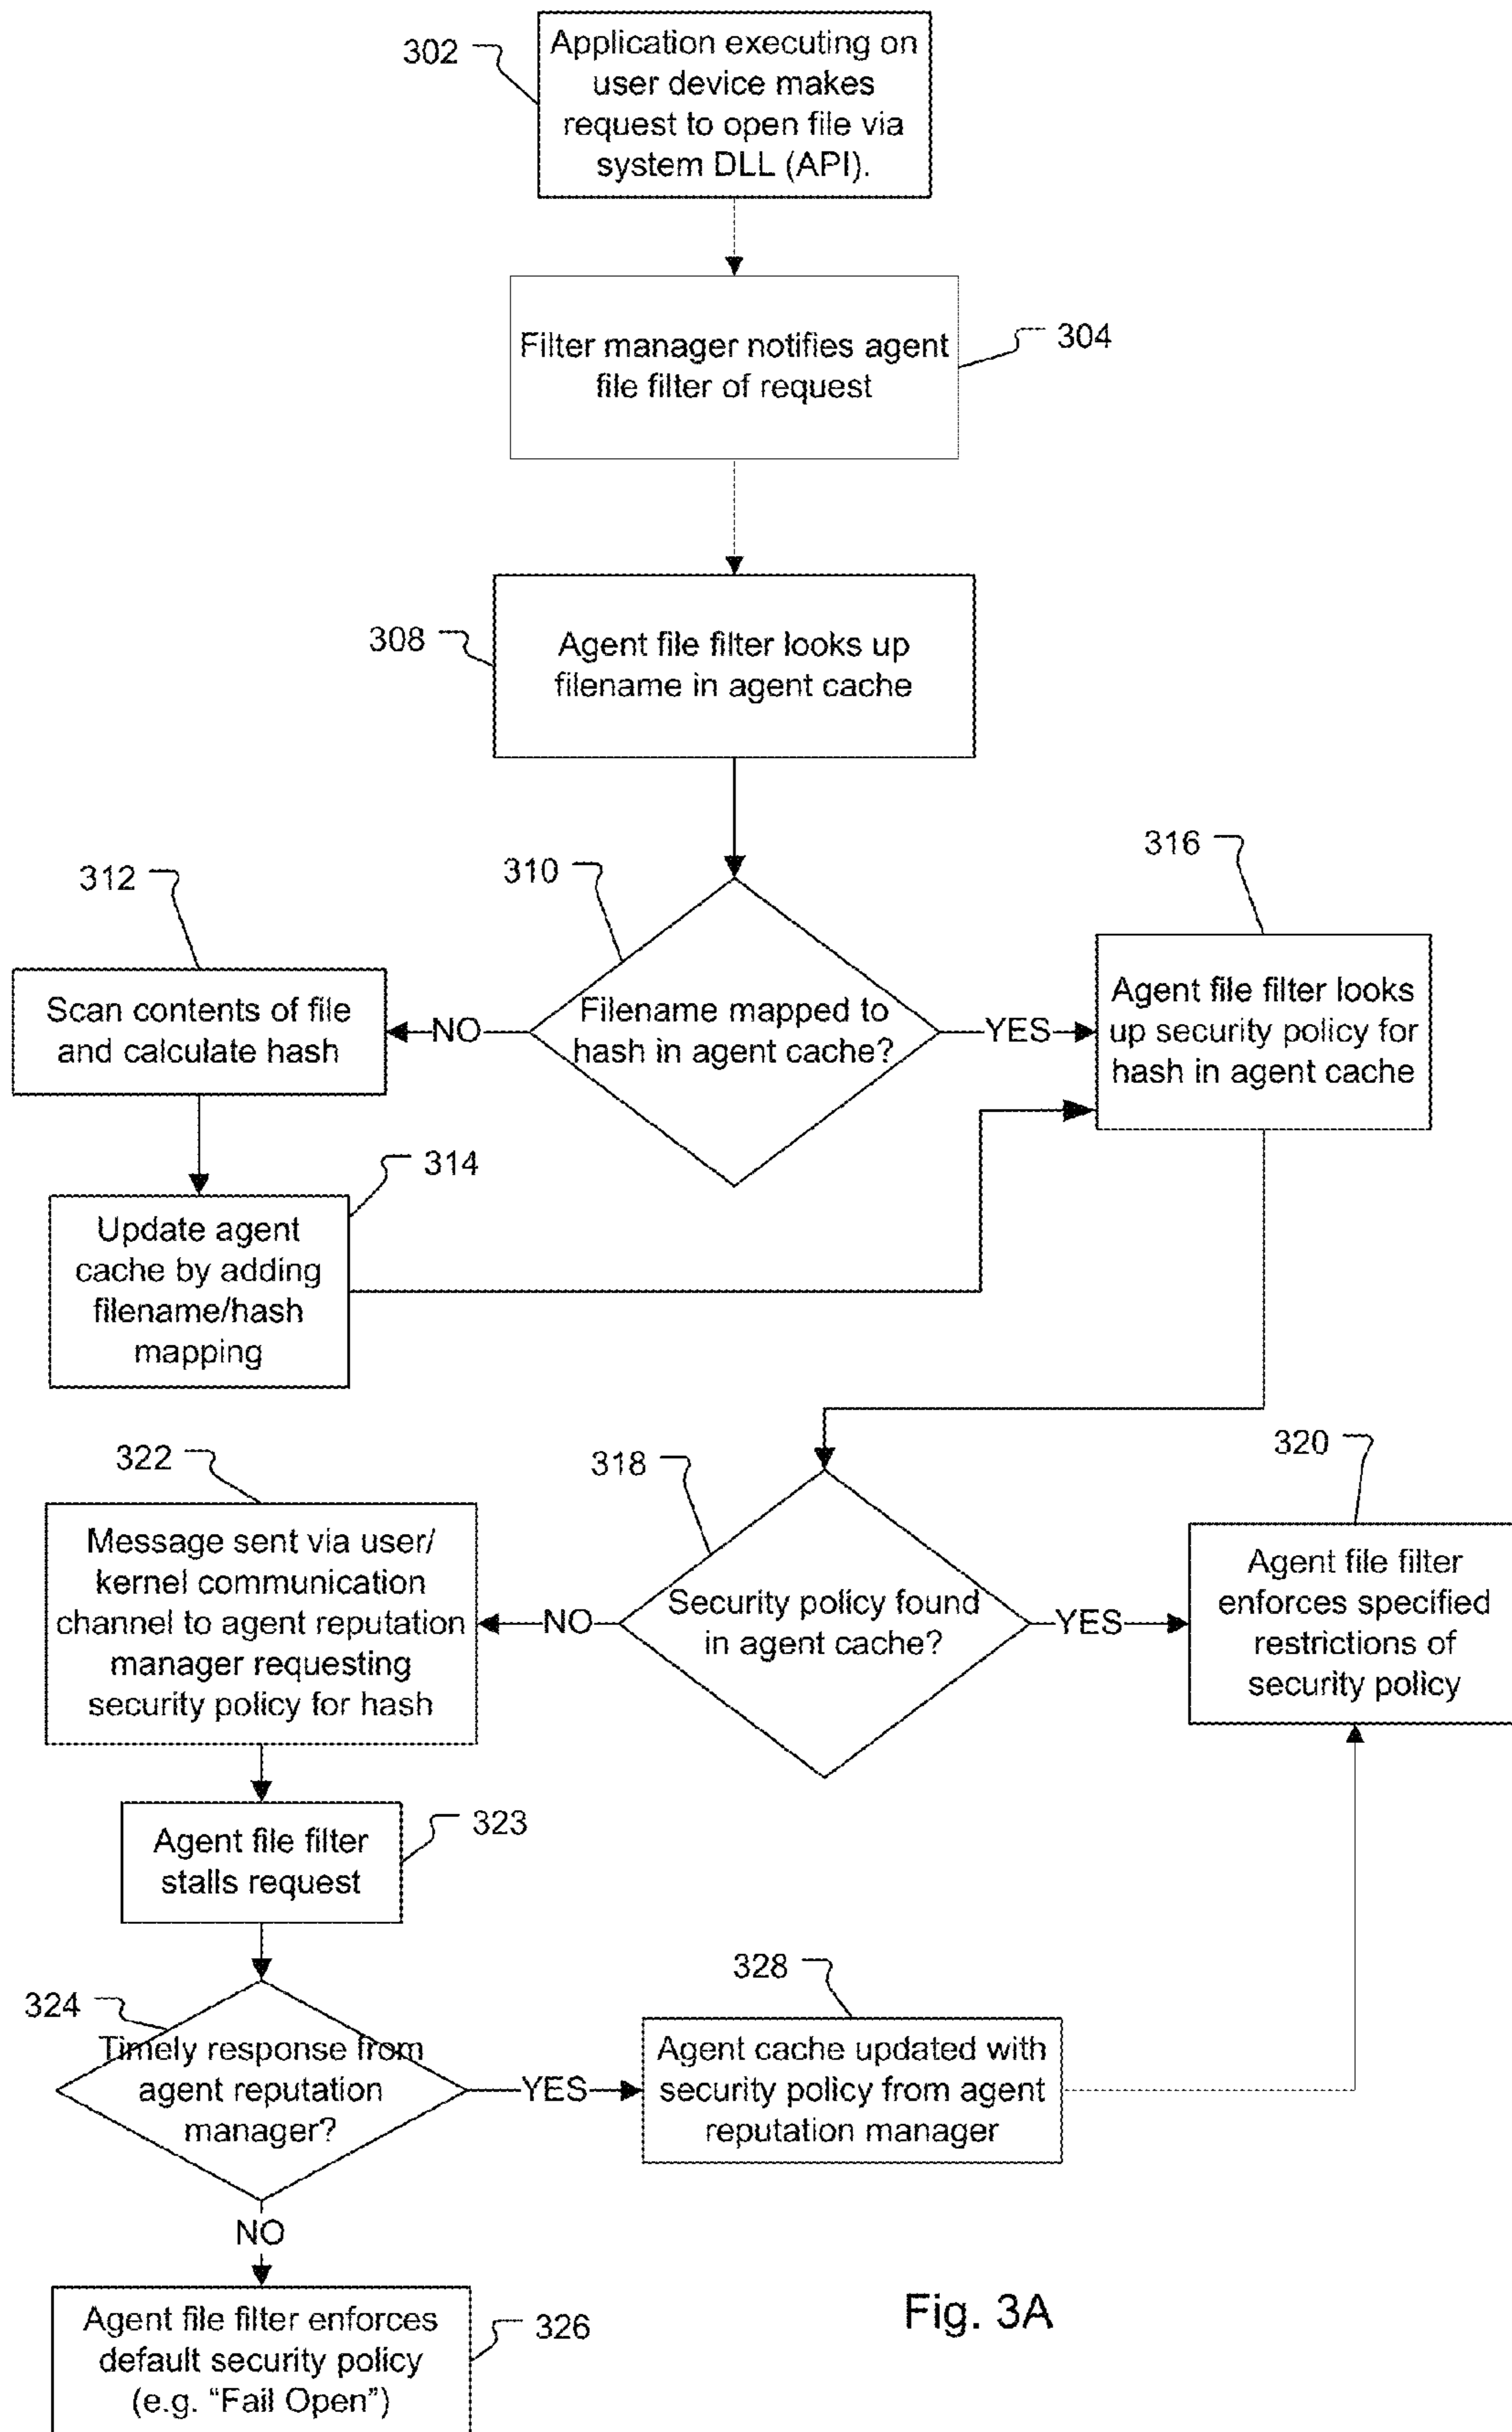 302
Application executing on
user device makes
request to open file via
system DLL (API).
Filter manager notifies agent
file filter of request
304
308
Agent file filter looks up
filename in agent cache
310
Filename mapped to
hash in agent cache?
NO
YES
312
Scan contents of file
and calculate hash
314
Update agent
cache by adding
filename/hash
mapping
316
Agent file filter looks
up security policy for
hash in agent cache
318
Security policy found
in agent cache?
NO
YES
320
Agent file filter
enforces specified
restrictions of
security policy
322
Message sent via user/
kernel communication
channel to agent reputation
manager requesting
security policy for hash
323
Agent file filter
stalls request
324
Timely response from
agent reputation
manager?
YES
328
Agent cache updated with
security policy from agent
reputation manager
NO
Agent file filter enforces
default security policy
(e.g. “Fail Open”)
326
Fig. 3A